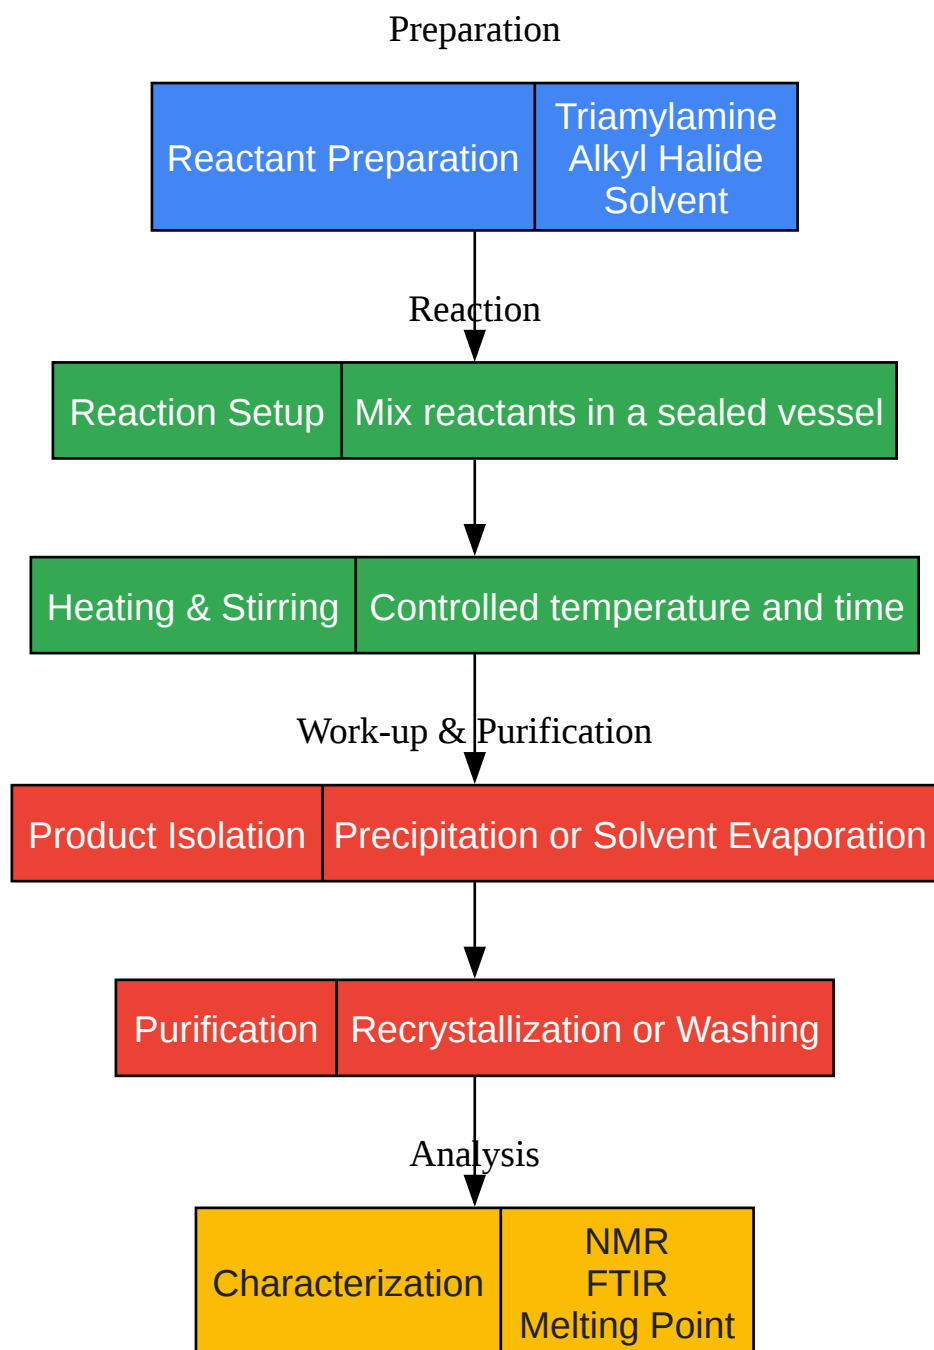 Preparation
Reactant Preparation
Triamylamine
Alkyl Halide
Solvent
Reaction
Reaction Setup
Mix reactants in a sealed vessel
Heating & Stirring
Controlled temperature and time
Work-up & Purification
Product Isolation
Precipitation or Solvent Evaporation
Purification
Recrystallization or Washing
Analysis
Characterization
NMR
FTIR
Melting Point